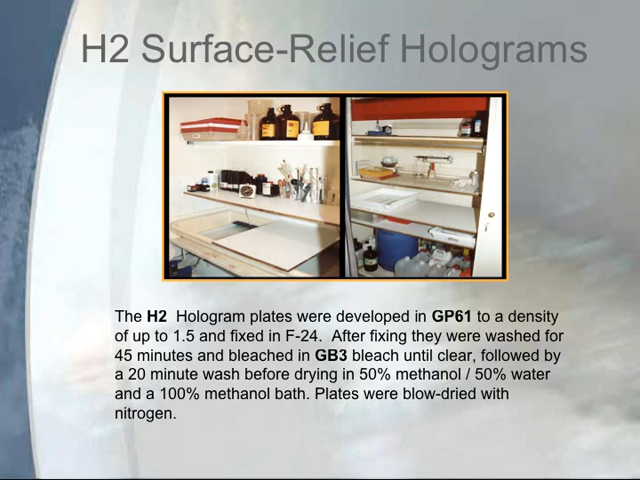 H2 Surface-Relief Holograms
The H2  Hologram plates were developed in GP61 to a density
of up to 1.5 and fixed in F-24.  After fixing they were washed for
45 minutes and bleached in GB3 bleach until clear, followed by
a 20 minute wash before drying in 50% methanol / 50% water
and a 100% methanol bath. Plates were blow-dried with
nitrogen.